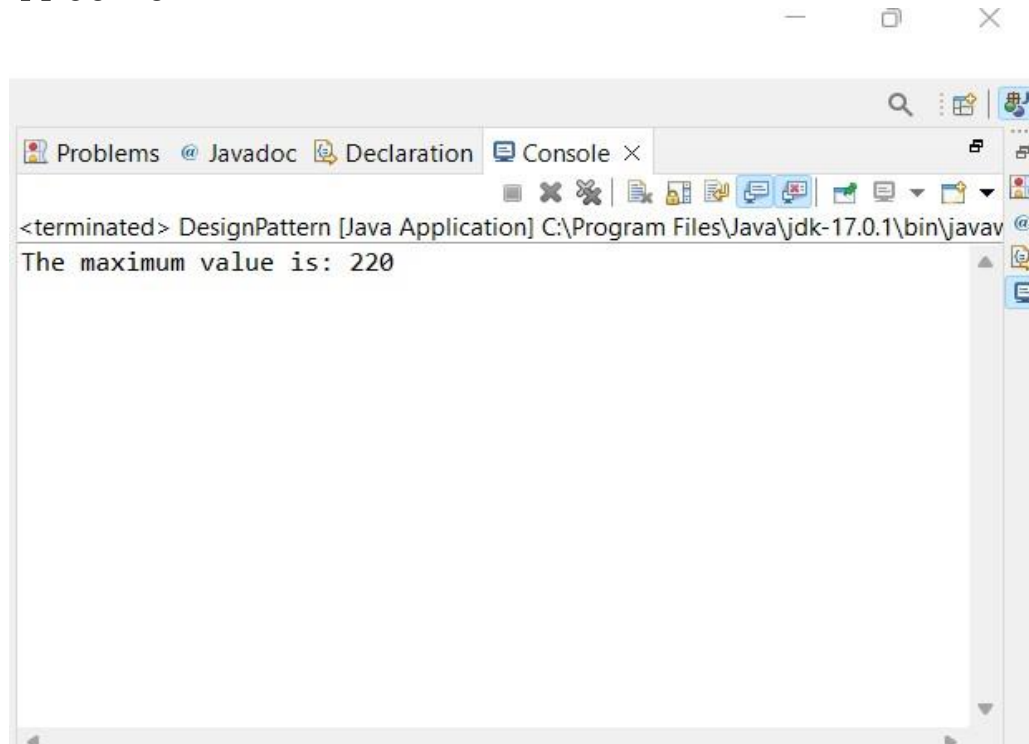 Problems @ Javadoc Declaration Console
<terminated> DesignPattern [Java Application] C:\Program Files\Java\jdk-17.0.1\bin\javaw
The maximum value is: 220